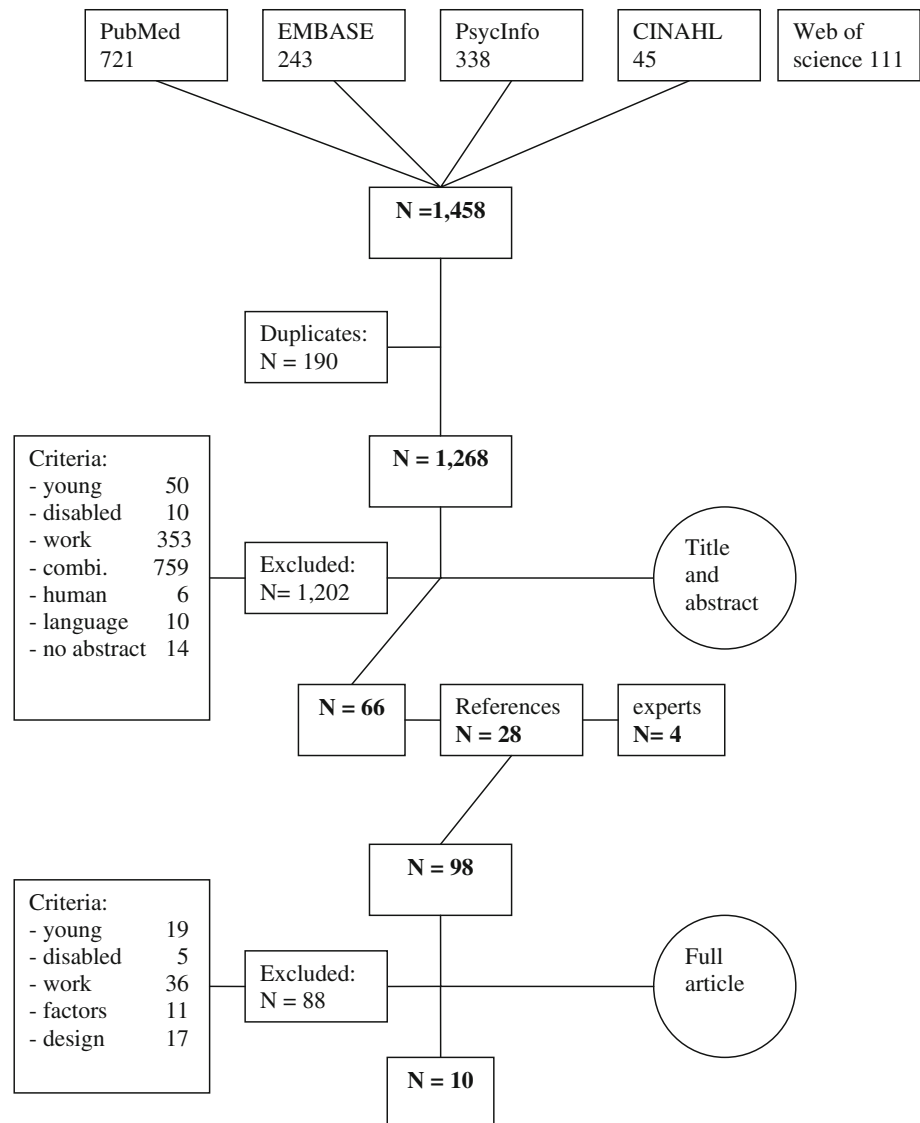 PubMed
721
EMBASE
243
PsycInfo
338
CINAHL
45
Web of
science 111
N =1,458
Duplicates:
N = 190
N = 1,268
Criteria:
- young 50
- disabled 10
- work 353
- combi. 759
- human 6
- language 10
- no abstract 14
Excluded:
N= 1,202
Title
and
abstract
N = 66
References
N = 28
experts
N= 4
N = 98
Criteria:
- young 19
- disabled 5
- work 36
- factors 11
- design 17
Excluded:
N = 88
Full
article
N = 10